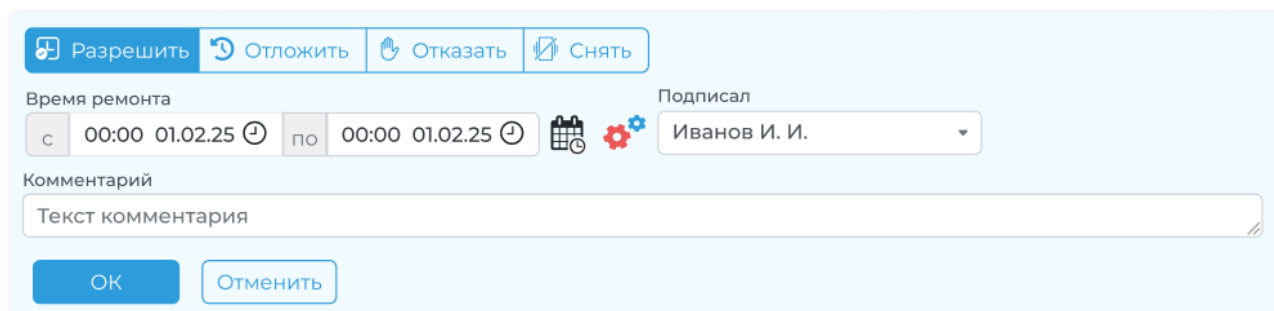 Разрешить Отложить Отказать Снять
Время ремонта Подписал
с 00:00 01.02.25 по 00:00 01.02.25 Иванов И. И.
Комментарий
Текст комментария
ОК Отменить